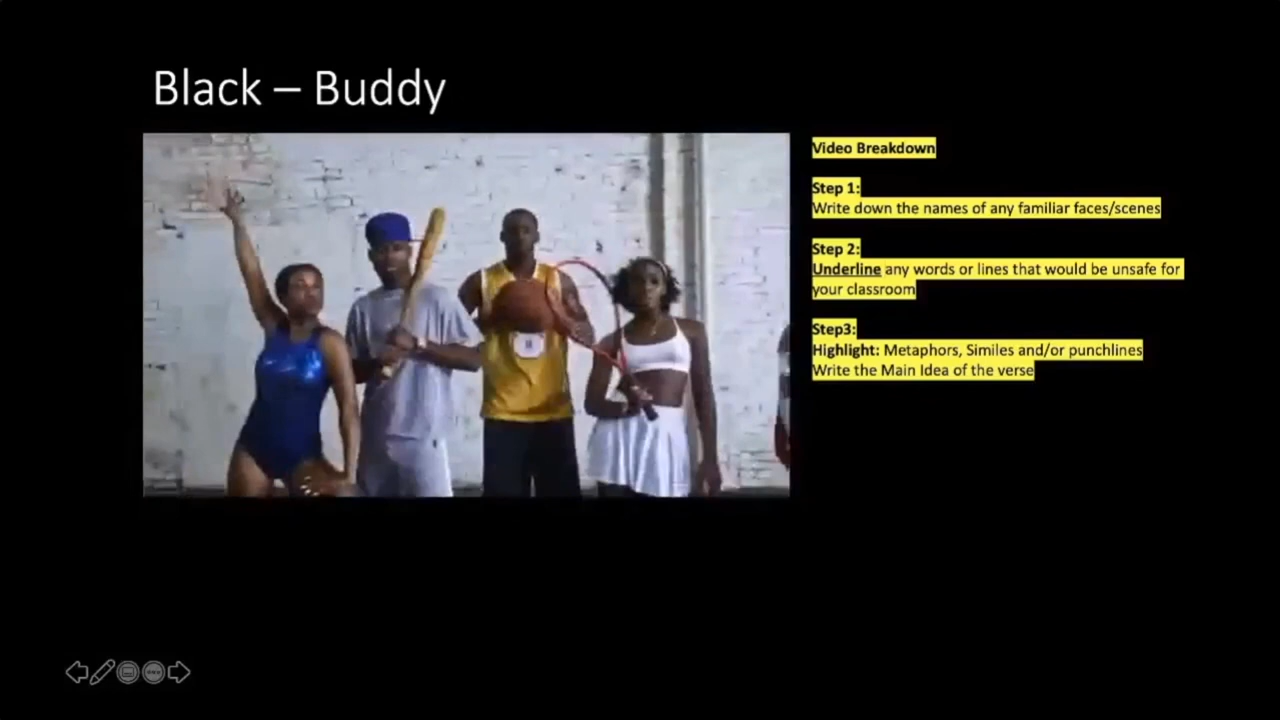 Black – Buddy
Video Breakdown
Step 1:
Write down the names of any familiar faces/scenes
Step 2:
Underline any words or lines that would be unsafe for
your classroom
Step3:
Highlight: Metaphors, Similes and/or punchlines
Write the Main Idea of the verse